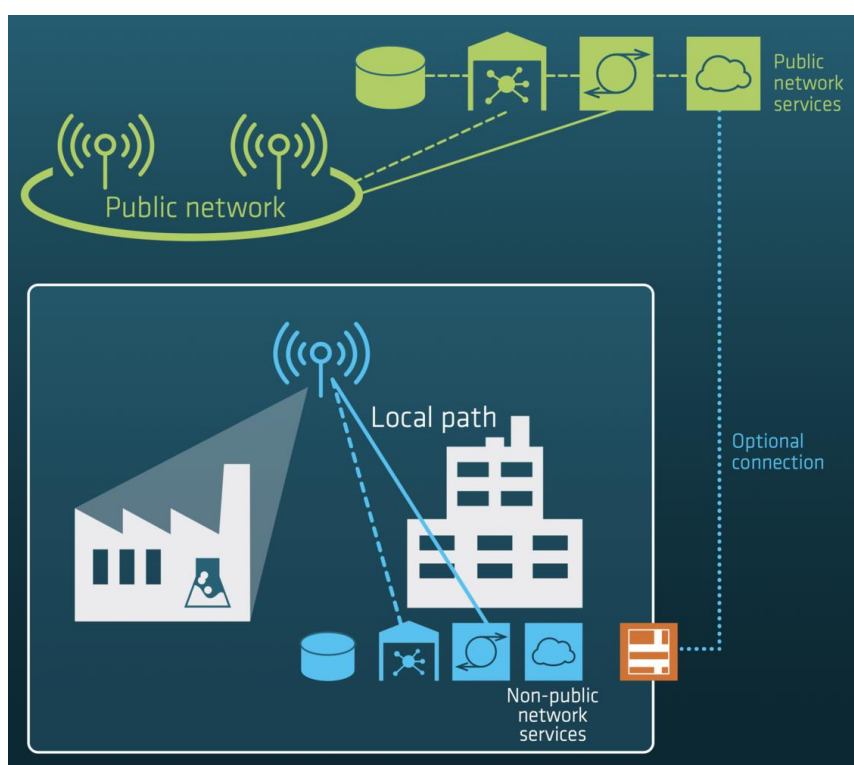 Public
network
services
Public network
Local path
Optional
connection
Non-public
network
services